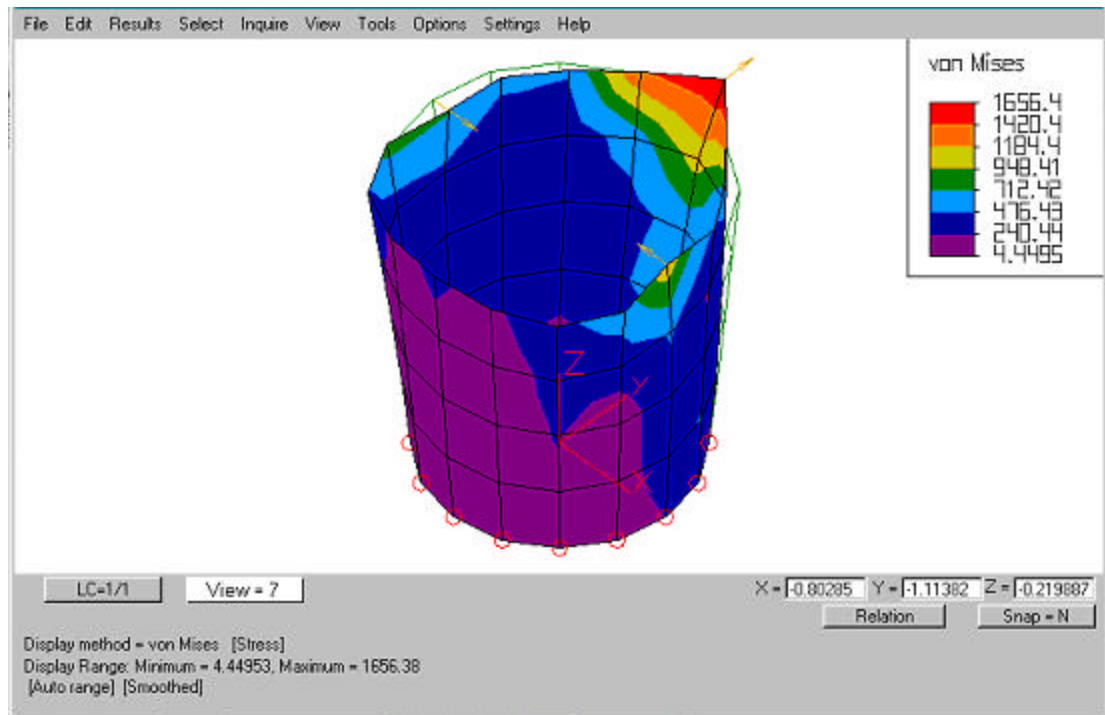 File Edit Results Select Inquire View Tools Options Settings Help
von Mises
1656.4
1420.4
1184.4
948.41
712.42
476.43
240.44
4.4495
Z
Y
X
LC=1/1 View = 7 X = -0.80285 Y = -1.11382 Z = -0.219887
Relation Snap = N
Display method = von Mises [Stress]
Display Range: Minimum = 4.44953, Maximum = 1656.38
[Auto range] [Smoothed]